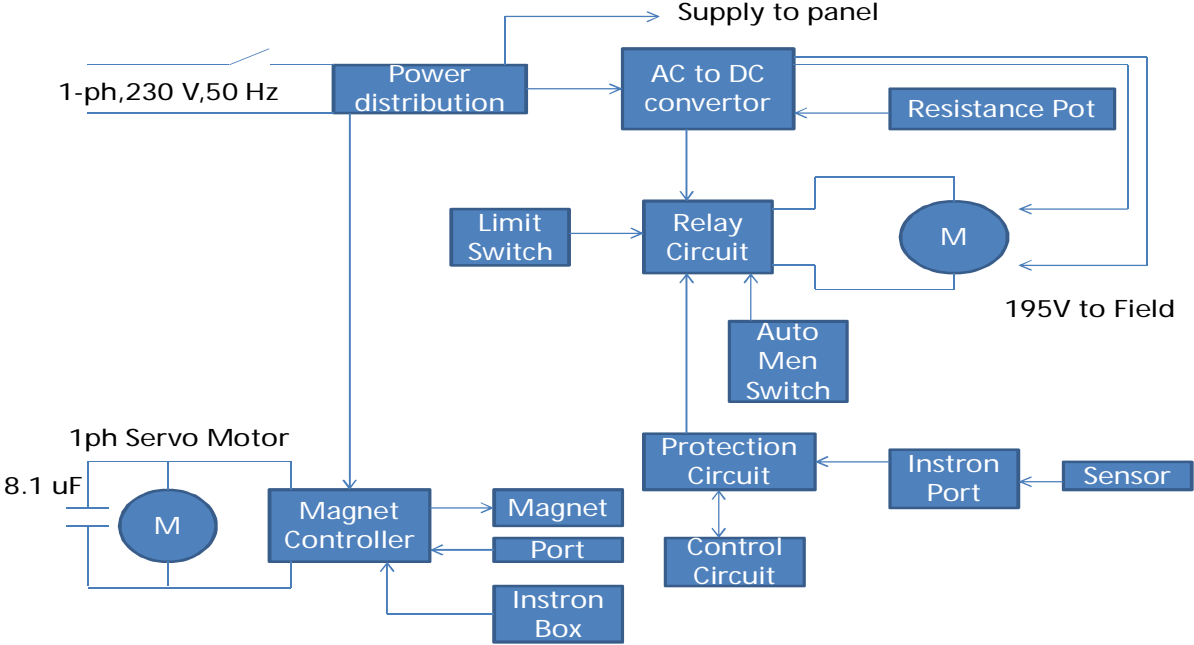 Supply to panel
1-ph,230 V,50 Hz
Power
distribution
AC to DC
convertor
Resistance Pot
Limit
Switch
Relay
Circuit
M
195V to Field
Auto
Men
Switch
1ph Servo Motor
8.1 uF
M
Magnet
Controller
Magnet
Port
Instron
Box
Protection
Circuit
Instron
Port
Sensor
Control
Circuit